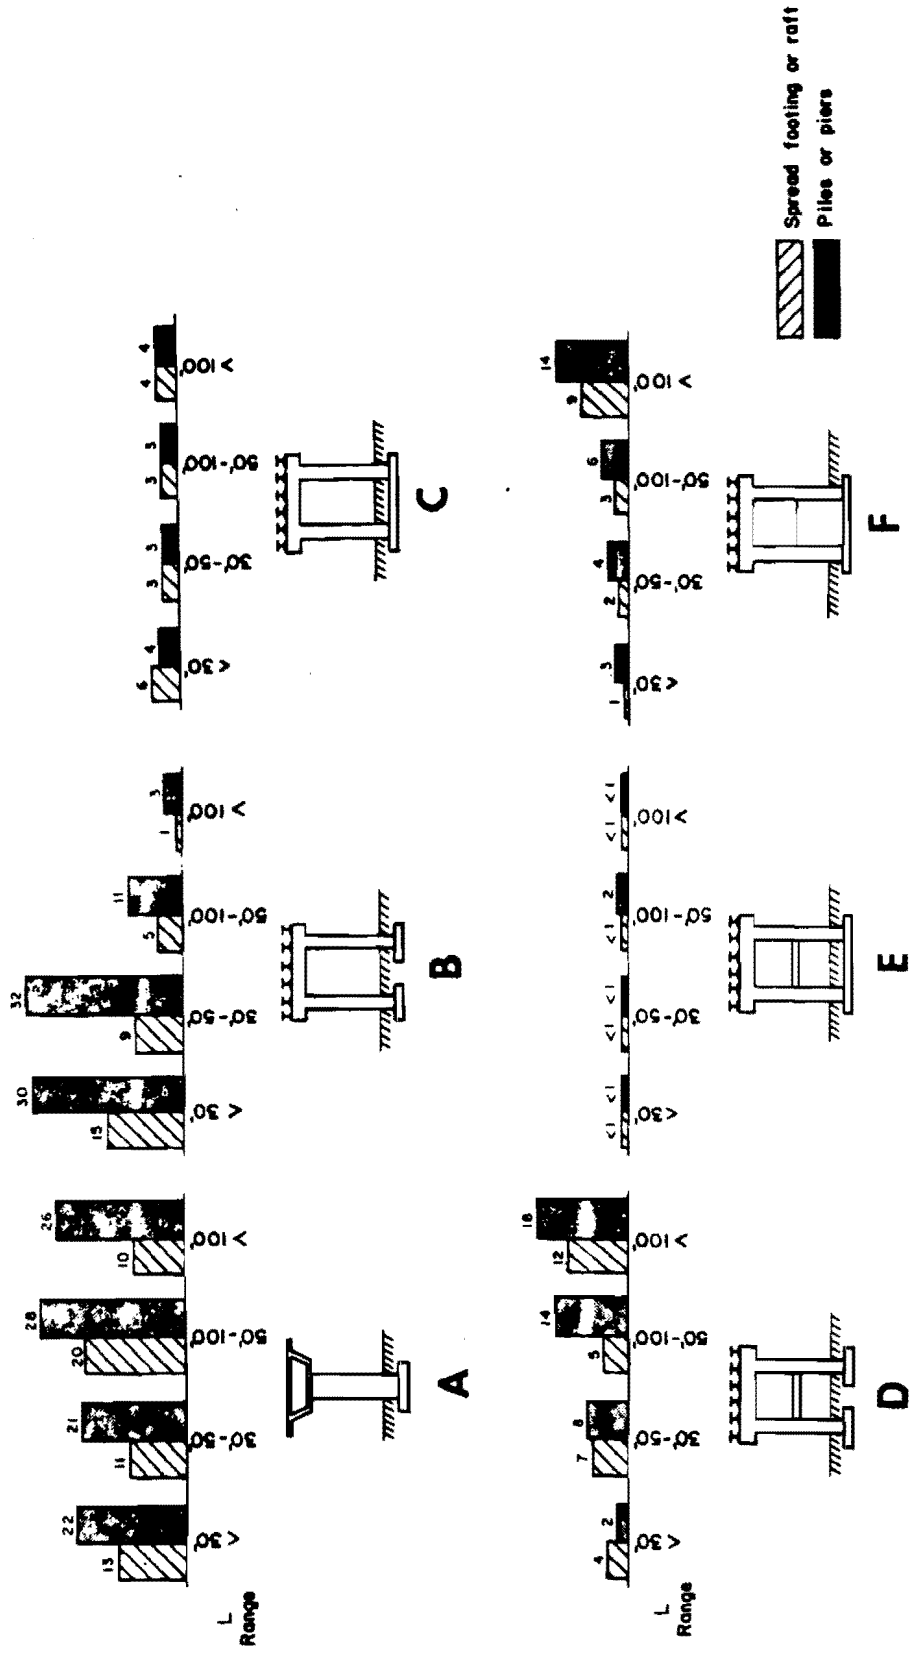 13 22 11 21 20 28 10 26
L Range
< 30' 30'-50' 50'-100' > 100'
A
15 30 9 32 5 11 1 3
< 30' 30'-50' 50'-100' > 100'
B
6 4 3 3 3 3 4 4
< 30' 30'-50' 50'-100' > 100'
C
4 2 7 8 5 14 12 18
L Range
< 30' 30'-50' 50'-100' > 100'
D
<1 <1 <1 <1 <1 2 <1 <1
<30' 30'-50' 50'-100' >100'
E
1 3 2 4 3 6 9 14
< 30' 30'-50' 50'-100' > 100'
F
Spread footing or raft
Piles or piers